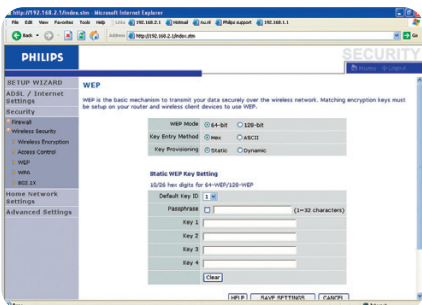 http://192.168.2.1/index.stm - Microsoft Internet Explorer
File Edit View Favorites Tools Help Links 192.168.2.1 Hotmail nu.nl Philips support 192.168.1.1
Back Address http://192.168.2.1/index.stm Go
PHILIPS
SECURITY
Home Logout
SETUP WIZARD
ADSL / Internet Settings
Security
Firewall
Wireless Security
Wireless Encryption
Access Control
WEP
WPA
802.1X
Home Network Settings
Advanced Settings
WEP
WEP is the basic mechanism to transmit your data securely over the wireless network. Matching encryption keys must
be setup on your router and wireless client devices to use WEP.
WEP Mode 64-bit 128-bit
Key Entry Method Hex ASCII
Key Provisioning Static Dynamic
Static WEP Key Setting
10/26 hex digits for 64-WEP/128-WEP
Default Key ID 1
Passphrase (1~32 characters)
Key 1
Key 2
Key 3
Key 4
Clear
HELP SAVE SETTINGS CANCEL